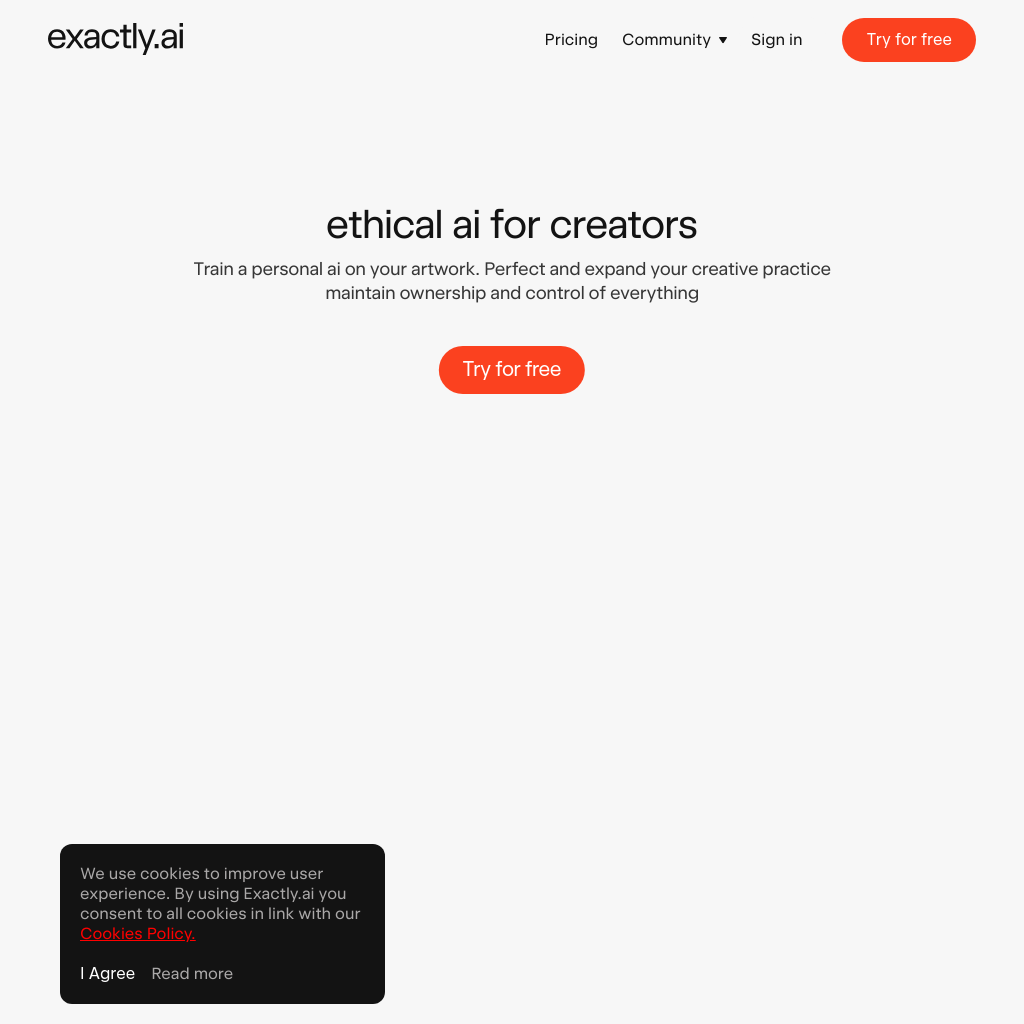 exactly.ai
Pricing
Community
Sign in
Try for free
ethical ai for creators
Train a personal ai on your artwork. Perfect and expand your creative practice
maintain ownership and control of everything
Try for free
We use cookies to improve user
experience. By using Exactly.ai you
consent to all cookies in link with our
Cookies Policy.
I Agree
Read more